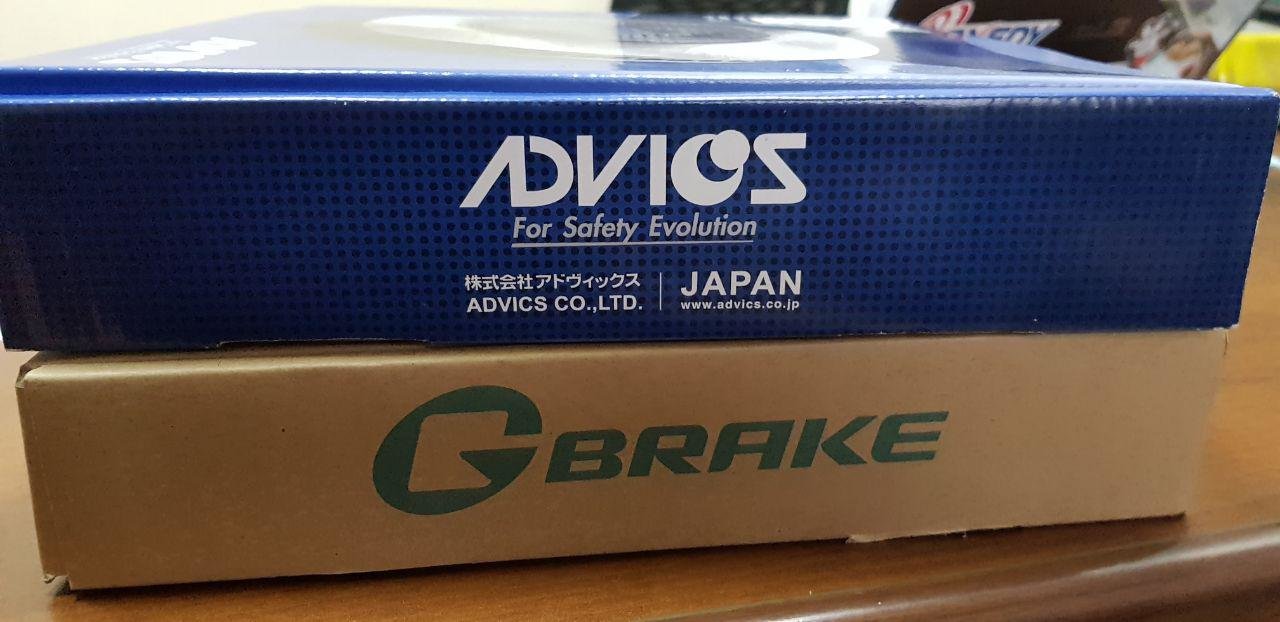 ADVICS
For Safety Evolution
株式会社アドヴィックス
ADVICS CO.,LTD.
JAPAN
www.advics.co.jp
G BRAKE